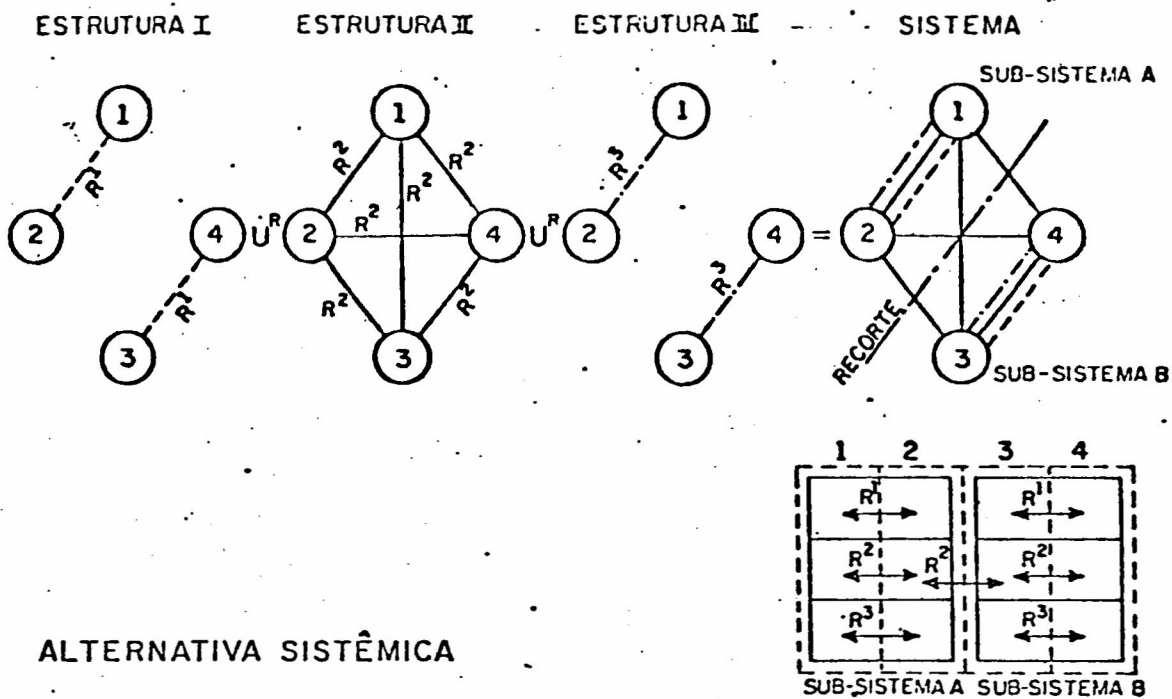 ESTRUTURA I ESTRUTURA II ESTRUTURA III SISTEMA
SUB-SISTEMA A
1 1 1 1
R¹ R² R² R² R³
2 4 Uᴿ 2 R² 4 Uᴿ 2 4 = 2 4
R¹ R² R² R³
3 3 3 3
RECORTE
SUB-SISTEMA B
1 2 3 4
R¹ R¹
R² R² R²
R³ R³
SUB-SISTEMA A SUB-SISTEMA B
ALTERNATIVA SISTÊMICA